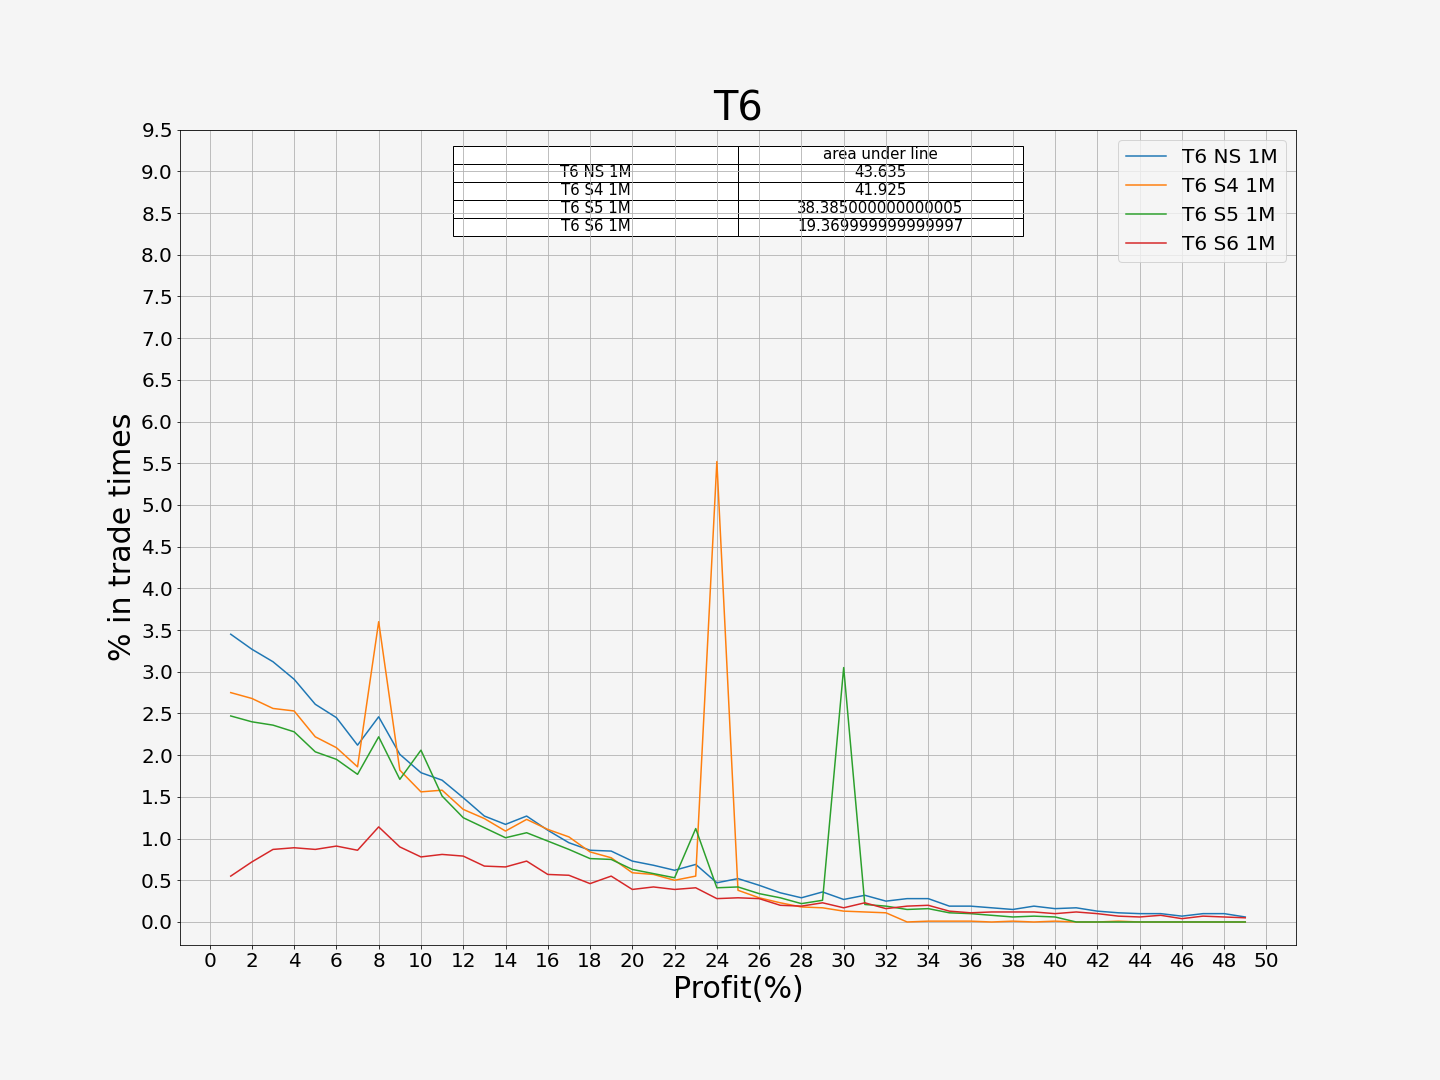 T6
area under line
T6 NS 1M 43.635
T6 S4 1M 41.925
T6 S5 1M 38.385000000000005
T6 S6 1M 19.369999999999997
T6 NS 1M
T6 S4 1M
T6 S5 1M
T6 S6 1M
9.5
9.0
8.5
8.0
7.5
7.0
6.5
6.0
5.5
5.0
4.5
4.0
3.5
3.0
2.5
2.0
1.5
1.0
0.5
0.0
% in trade times
0 2 4 6 8 10 12 14 16 18 20 22 24 26 28 30 32 34 36 38 40 42 44 46 48 50
Profit(%)